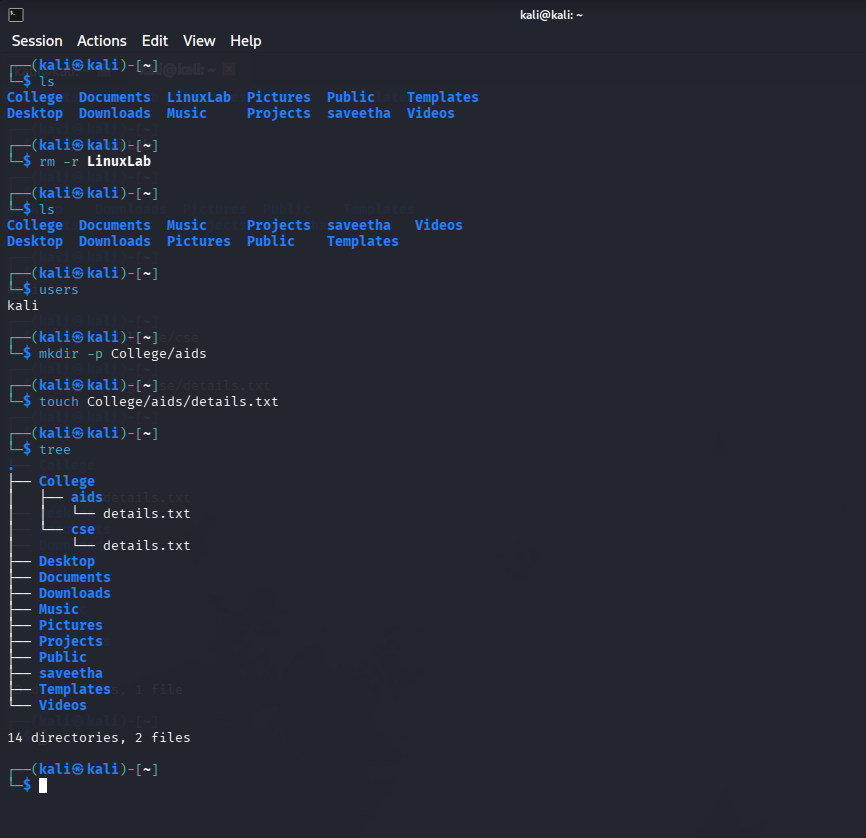 kali@kali: ~
Session Actions Edit View Help
┌──(kali㉿kali)-[~]
└─$ ls
College  Documents  LinuxLab  Pictures  Public    Templates
Desktop  Downloads  Music     Projects  saveetha  Videos
┌──(kali㉿kali)-[~]
└─$ rm -r LinuxLab
┌──(kali㉿kali)-[~]
└─$ ls
College  Documents  Music     Projects  saveetha   Videos
Desktop  Downloads  Pictures  Public    Templates
┌──(kali㉿kali)-[~]
└─$ users
kali
┌──(kali㉿kali)-[~]
└─$ mkdir -p College/aids
┌──(kali㉿kali)-[~]
└─$ touch College/aids/details.txt
┌──(kali㉿kali)-[~]
└─$ tree
.
├── College
│   ├── aids
│   │   └── details.txt
│   └── cse
│       └── details.txt
├── Desktop
├── Documents
├── Downloads
├── Music
├── Pictures
├── Projects
├── Public
├── saveetha
├── Templates
└── Videos
14 directories, 2 files
┌──(kali㉿kali)-[~]
└─$